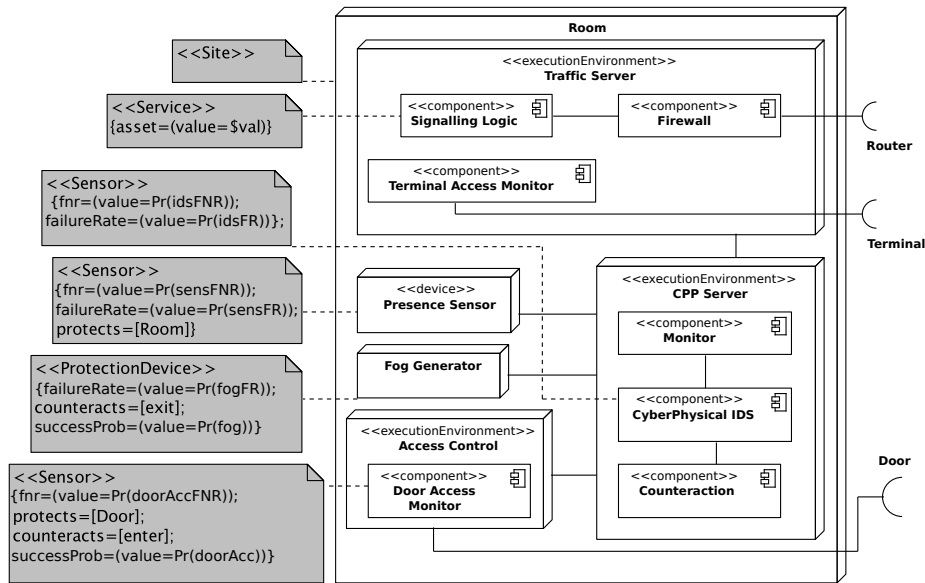 Room
<<Site>>
<<executionEnvironment>>
Traffic Server
<<Service>>
{asset=(value=$val)}
<<component>>
Signalling Logic
<<component>>
Firewall
Router
<<component>>
Terminal Access Monitor
<<Sensor>>
{fnr=(value=Pr(idsFNR));
failureRate=(value=Pr(idsFR))};
Terminal
<<Sensor>>
{fnr=(value=Pr(sensFNR));
failureRate=(value=Pr(sensFR));
protects=[Room]}
<<device>>
Presence Sensor
<<executionEnvironment>>
CPP Server
<<component>>
Monitor
<<ProtectionDevice>>
{failureRate=(value=Pr(fogFR);
counteracts=[exit];
successProb=(value=Pr(fog))}
Fog Generator
<<component>>
CyberPhysical IDS
<<executionEnvironment>>
Access Control
<<Sensor>>
{fnr=(value=Pr(doorAccFNR));
protects=[Door];
counteracts=[enter];
successProb=(value=Pr(doorAcc))}
<<component>>
Door Access
Monitor
<<component>>
Counteraction
Door